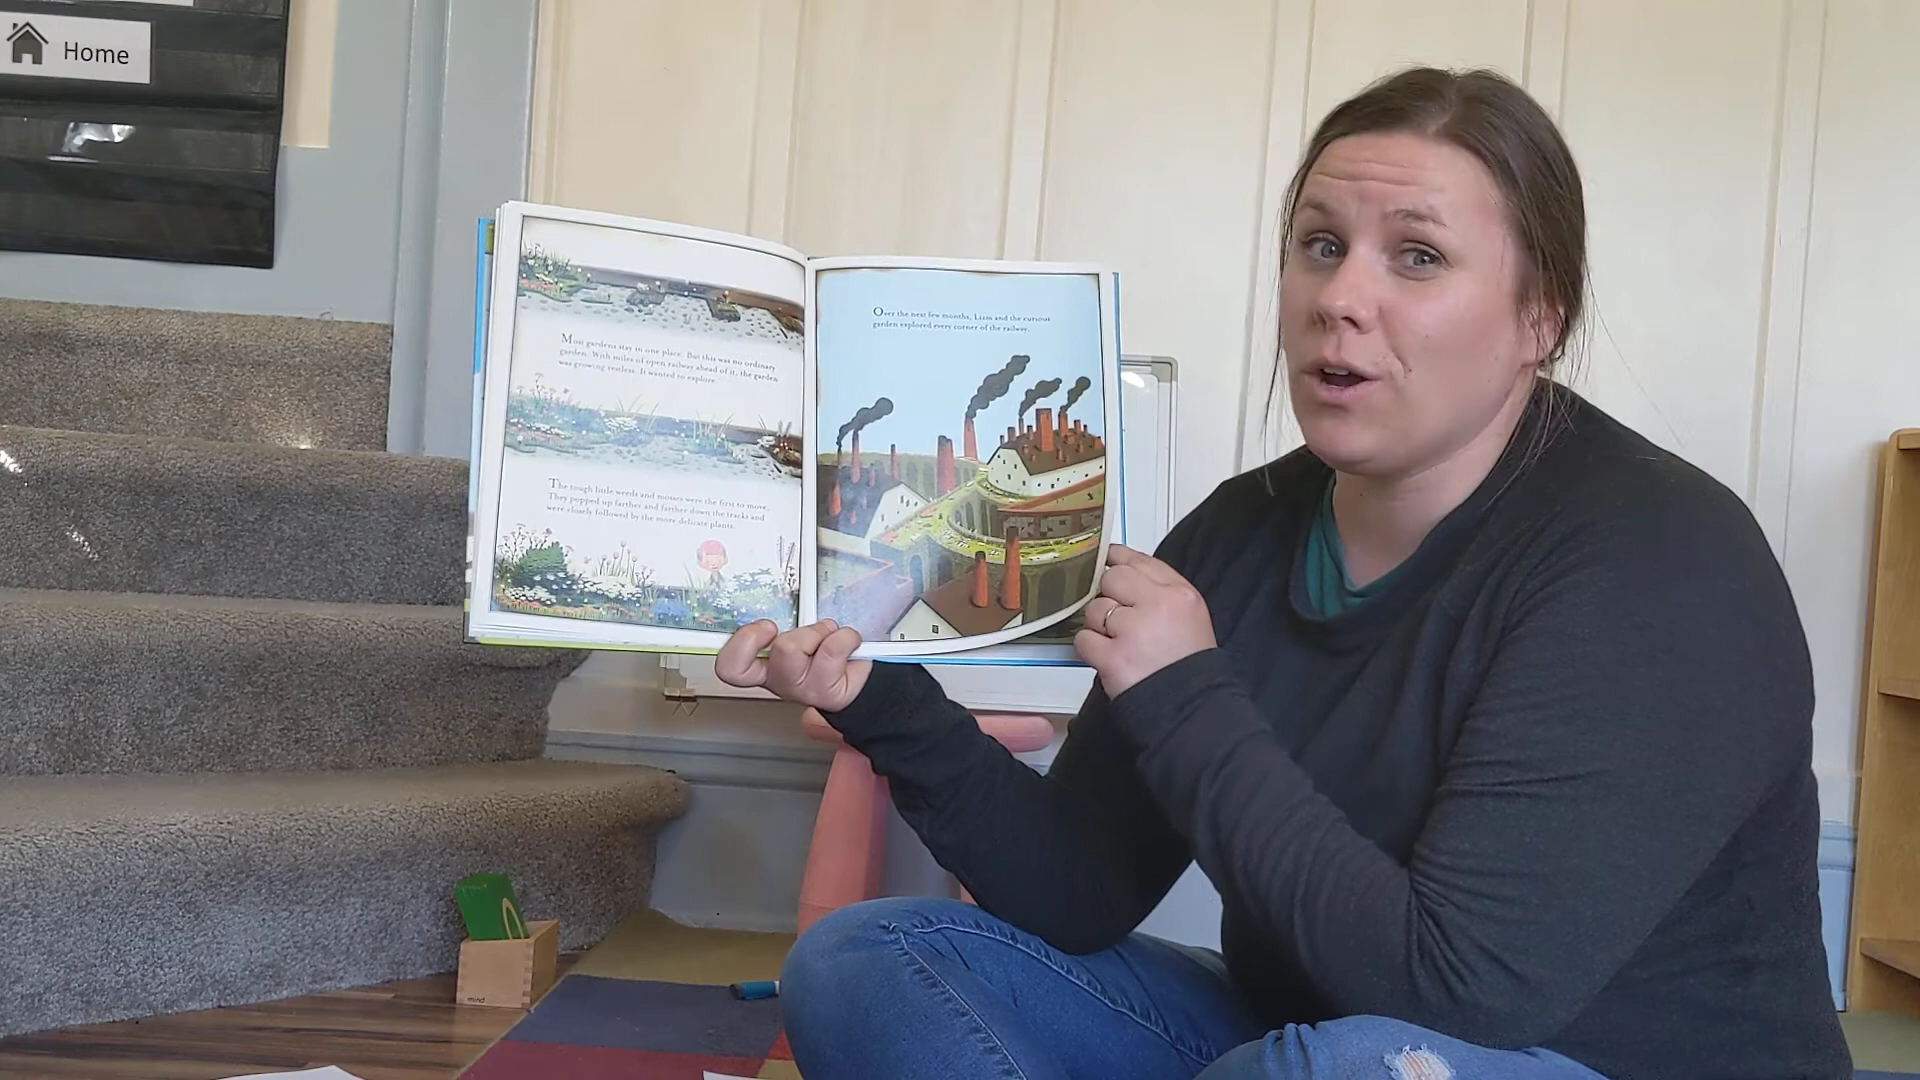 Home
Most gardens stay in one place. But this was no ordinary
garden. With miles of open railway ahead of it, the garden
was growing restless. It wanted to explore.
The tough little weeds and mosses were the first to move.
They popped up farther and farther down the tracks and
were closely followed by the more delicate plants.
Over the next few months, Liam and the curious
garden explored every corner of the railway.
mind